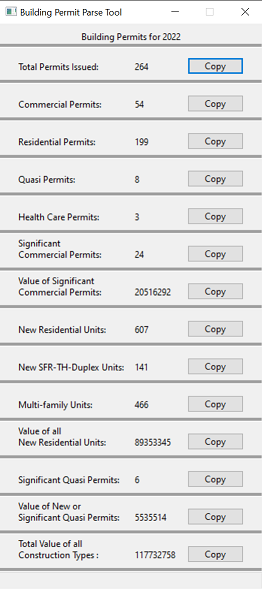 Building Permit Parse Tool
Building Permits for 2022
Total Permits Issued: 264 Copy
Commercial Permits: 54 Copy
Residential Permits: 199 Copy
Quasi Permits: 8 Copy
Health Care Permits: 3 Copy
Significant
Commercial Permits: 24 Copy
Value of Significant
Commercial Permits: 20516292 Copy
New Residential Units: 607 Copy
New SFR-TH-Duplex Units: 141 Copy
Multi-family Units: 466 Copy
Value of all
New Residential Units: 89353345 Copy
Significant Quasi Permits: 6 Copy
Value of New or
Significant Quasi Permits: 5535514 Copy
Total Value of all
Construction Types : 117732758 Copy